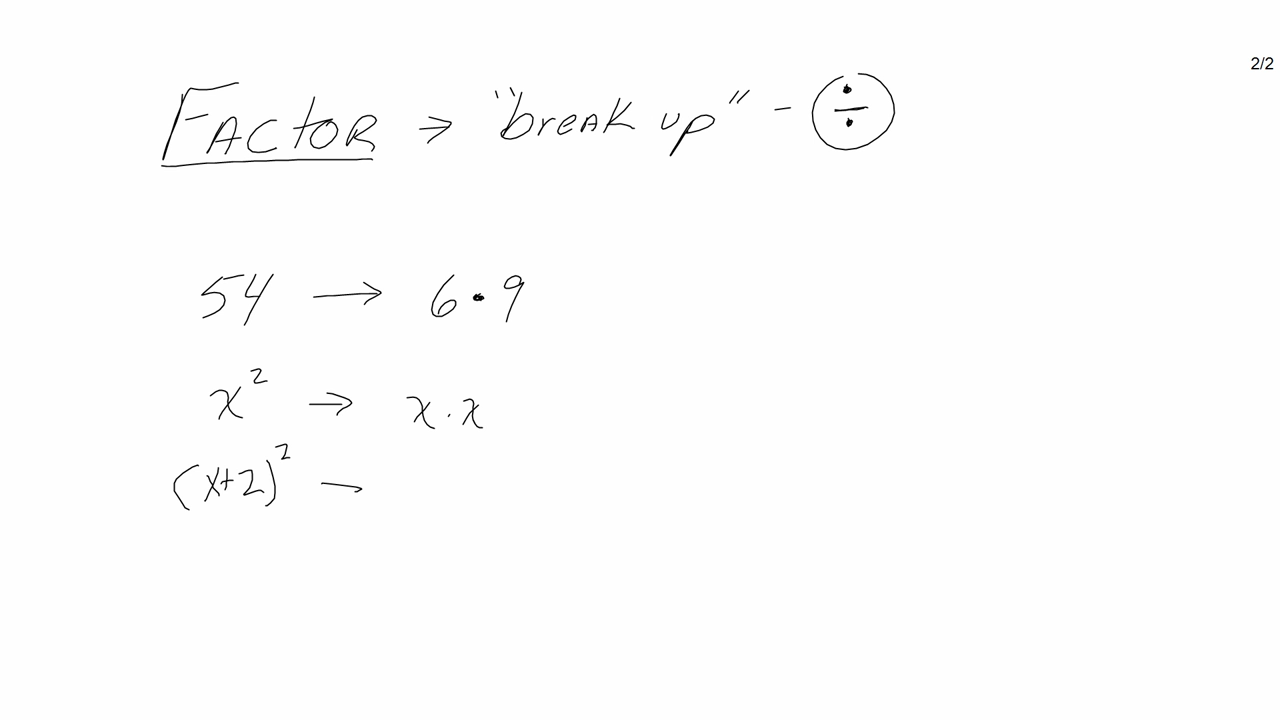 2/2
FACTOR → "break up" - ÷
54 → 6 · 9
x² → x · x
(x+2)² —